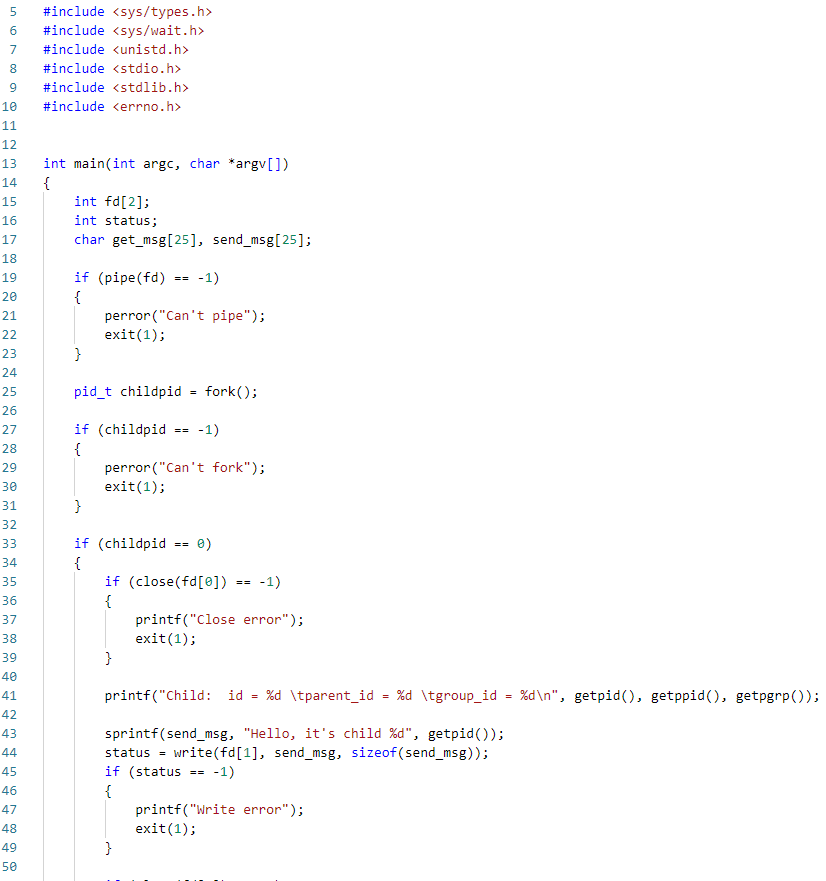 5 #include <sys/types.h>
6 #include <sys/wait.h>
7 #include <unistd.h>
8 #include <stdio.h>
9 #include <stdlib.h>
10 #include <errno.h>
11
12
13 int main(int argc, char *argv[])
14 {
15     int fd[2];
16     int status;
17     char get_msg[25], send_msg[25];
18
19     if (pipe(fd) == -1)
20     {
21         perror("Can't pipe");
22         exit(1);
23     }
24
25     pid_t childpid = fork();
26
27     if (childpid == -1)
28     {
29         perror("Can't fork");
30         exit(1);
31     }
32
33     if (childpid == 0)
34     {
35         if (close(fd[0]) == -1)
36         {
37             printf("Close error");
38             exit(1);
39         }
40
41         printf("Child:  id = %d \tparent_id = %d \tgroup_id = %d\n", getpid(), getppid(), getpgrp());
42
43         sprintf(send_msg, "Hello, it's child %d", getpid());
44         status = write(fd[1], send_msg, sizeof(send_msg));
45         if (status == -1)
46         {
47             printf("Write error");
48             exit(1);
49         }
50